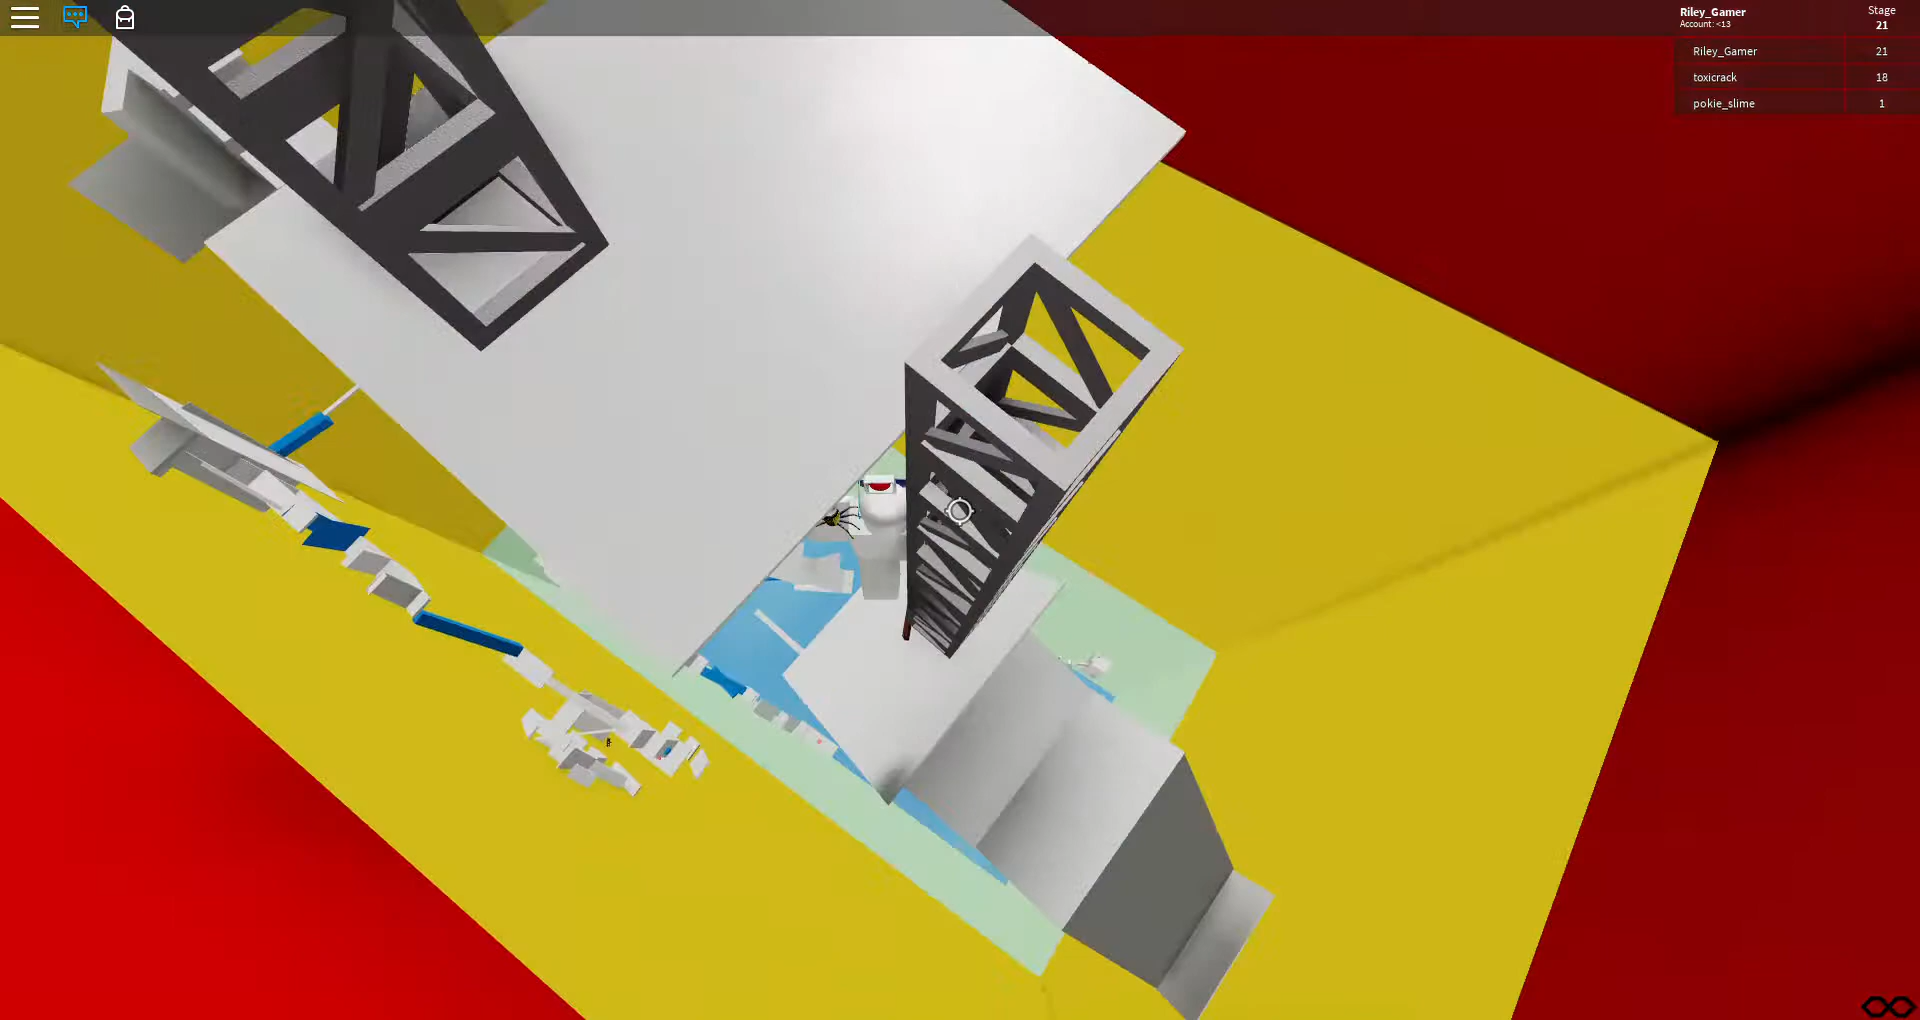 Riley_Gamer
Account: <13
Stage
21
Riley_Gamer 21
toxicrack 18
pokie_slime 1